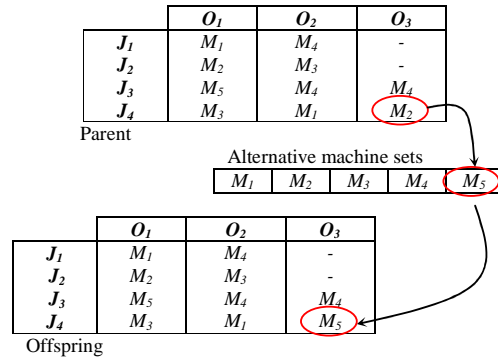 O1 O2 O3
J1 M1 M4 -
J2 M2 M3 -
J3 M5 M4 M4
J4 M3 M1 M2
Parent
Alternative machine sets
M1 M2 M3 M4 M5
O1 O2 O3
J1 M1 M4 -
J2 M2 M3 -
J3 M5 M4 M4
J4 M3 M1 M5
Offspring